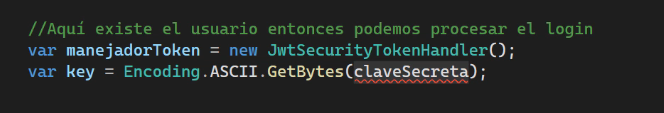 //Aquí existe el usuario entonces podemos procesar el login
var manejadorToken = new JwtSecurityTokenHandler();
var key = Encoding.ASCII.GetBytes(claveSecreta);